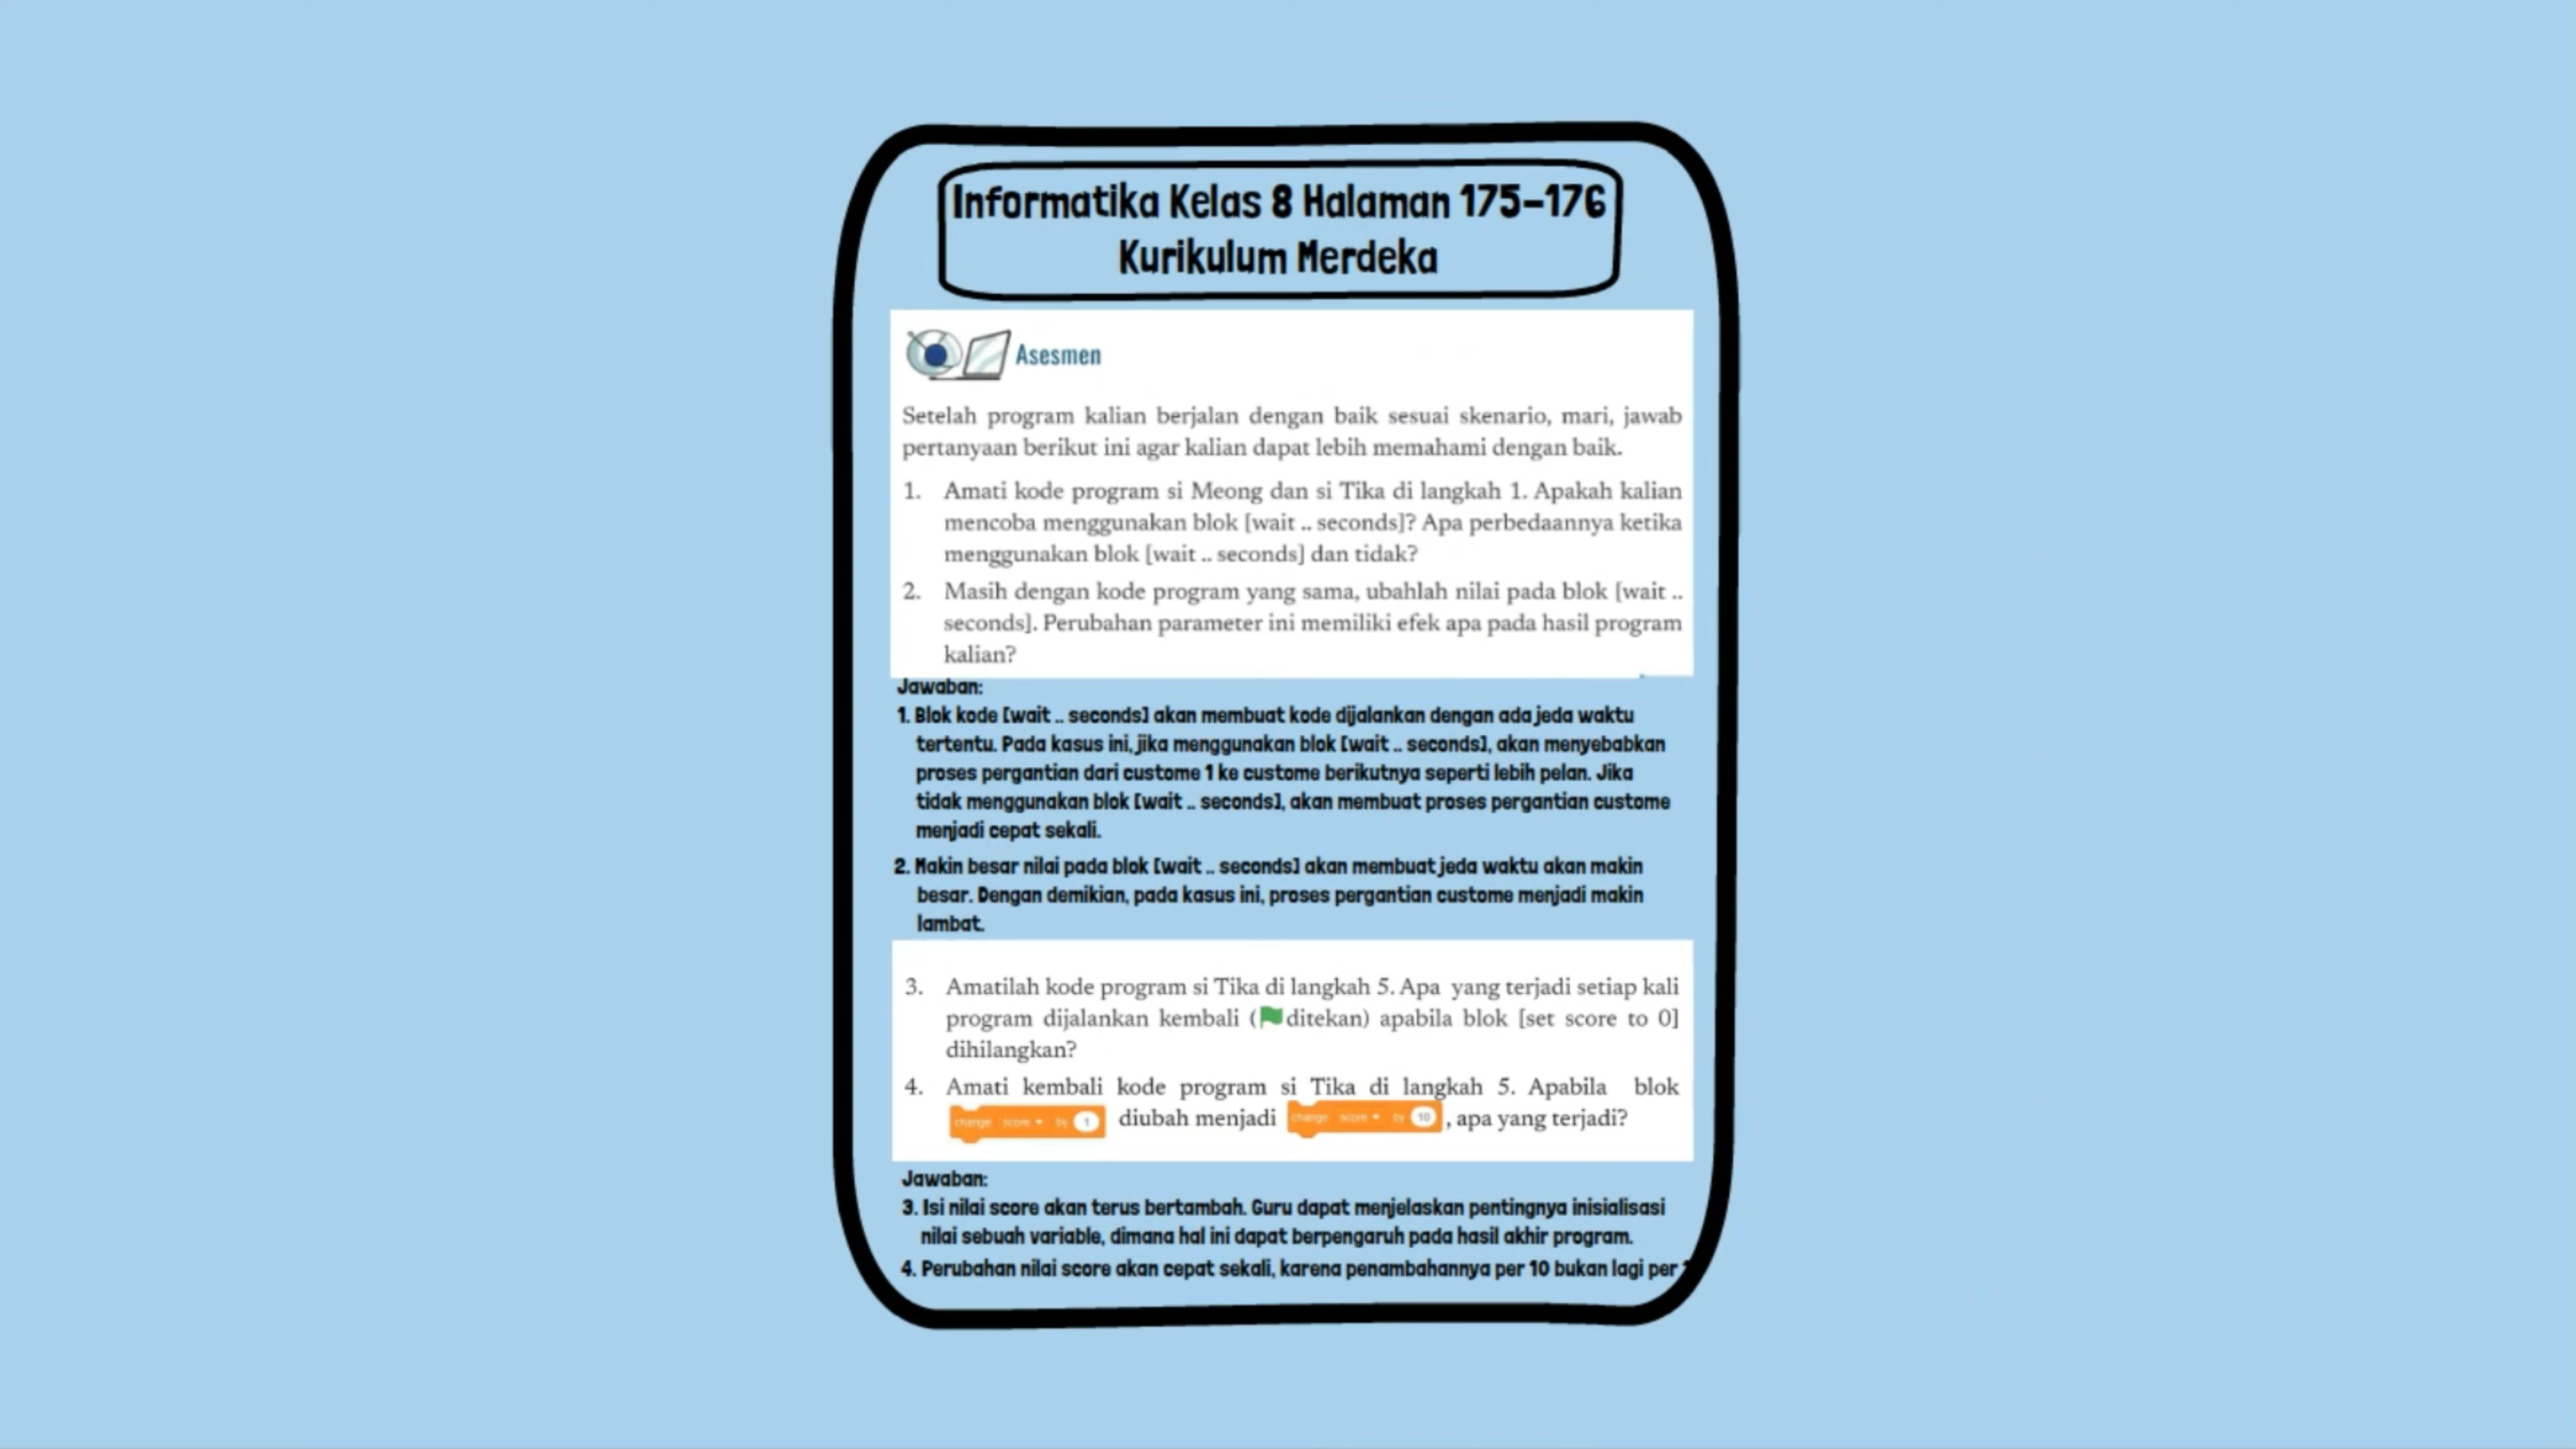 Informatika Kelas 8 Halaman 175-176
Kurikulum Merdeka
Asesmen
Setelah program kalian berjalan dengan baik sesuai skenario, mari, jawab
pertanyaan berikut ini agar kalian dapat lebih memahami dengan baik.
1. Amati kode program si Meong dan si Tika di langkah 1. Apakah kalian
mencoba menggunakan blok [wait .. seconds]? Apa perbedaannya ketika
menggunakan blok [wait .. seconds] dan tidak?
2. Masih dengan kode program yang sama, ubahlah nilai pada blok [wait ..
seconds]. Perubahan parameter ini memiliki efek apa pada hasil program
kalian?
Jawaban:
1. Blok kode [wait .. seconds] akan membuat kode dijalankan dengan ada jeda waktu
tertentu. Pada kasus ini, jika menggunakan blok [wait .. seconds], akan menyebabkan
proses pergantian dari custome 1 ke custome berikutnya seperti lebih pelan. Jika
tidak menggunakan blok [wait .. seconds], akan membuat proses pergantian custome
menjadi cepat sekali.
2. Makin besar nilai pada blok [wait .. seconds] akan membuat jeda waktu akan makin
besar. Dengan demikian, pada kasus ini, proses pergantian custome menjadi makin
lambat.
3. Amatilah kode program si Tika di langkah 5. Apa yang terjadi setiap kali
program dijalankan kembali ( ditekan) apabila blok [set score to 0]
dihilangkan?
4. Amati kembali kode program si Tika di langkah 5. Apabila blok
change score by 1 diubah menjadi change score by 10 , apa yang terjadi?
Jawaban:
3. Isi nilai score akan terus bertambah. Guru dapat menjelaskan pentingnya inisialisasi
nilai sebuah variable, dimana hal ini dapat berpengaruh pada hasil akhir program.
4. Perubahan nilai score akan cepat sekali, karena penambahannya per 10 bukan lagi per